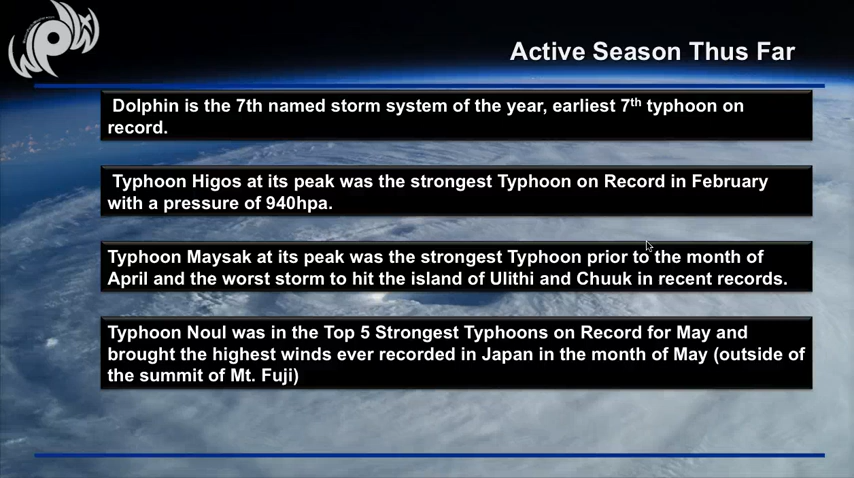 WPWX
Active Season Thus Far
Dolphin is the 7th named storm system of the year, earliest 7th typhoon on
record.
Typhoon Higos at its peak was the strongest Typhoon on Record in February
with a pressure of 940hpa.
Typhoon Maysak at its peak was the strongest Typhoon prior to the month of
April and the worst storm to hit the island of Ulithi and Chuuk in recent records.
Typhoon Noul was in the Top 5 Strongest Typhoons on Record for May and
brought the highest winds ever recorded in Japan in the month of May (outside of
the summit of Mt. Fuji)